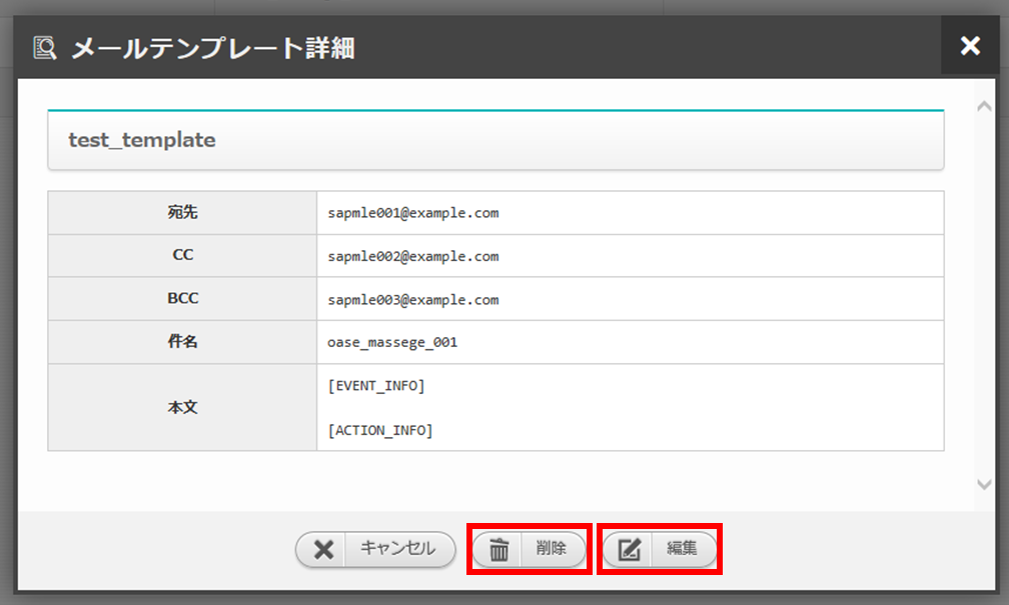 メールテンプレート詳細
test_template
宛先 sapmle001@example.com
CC sapmle002@example.com
BCC sapmle003@example.com
件名 oase_massege_001
本文 [EVENT_INFO]
[ACTION_INFO]
キャンセル 削除 編集